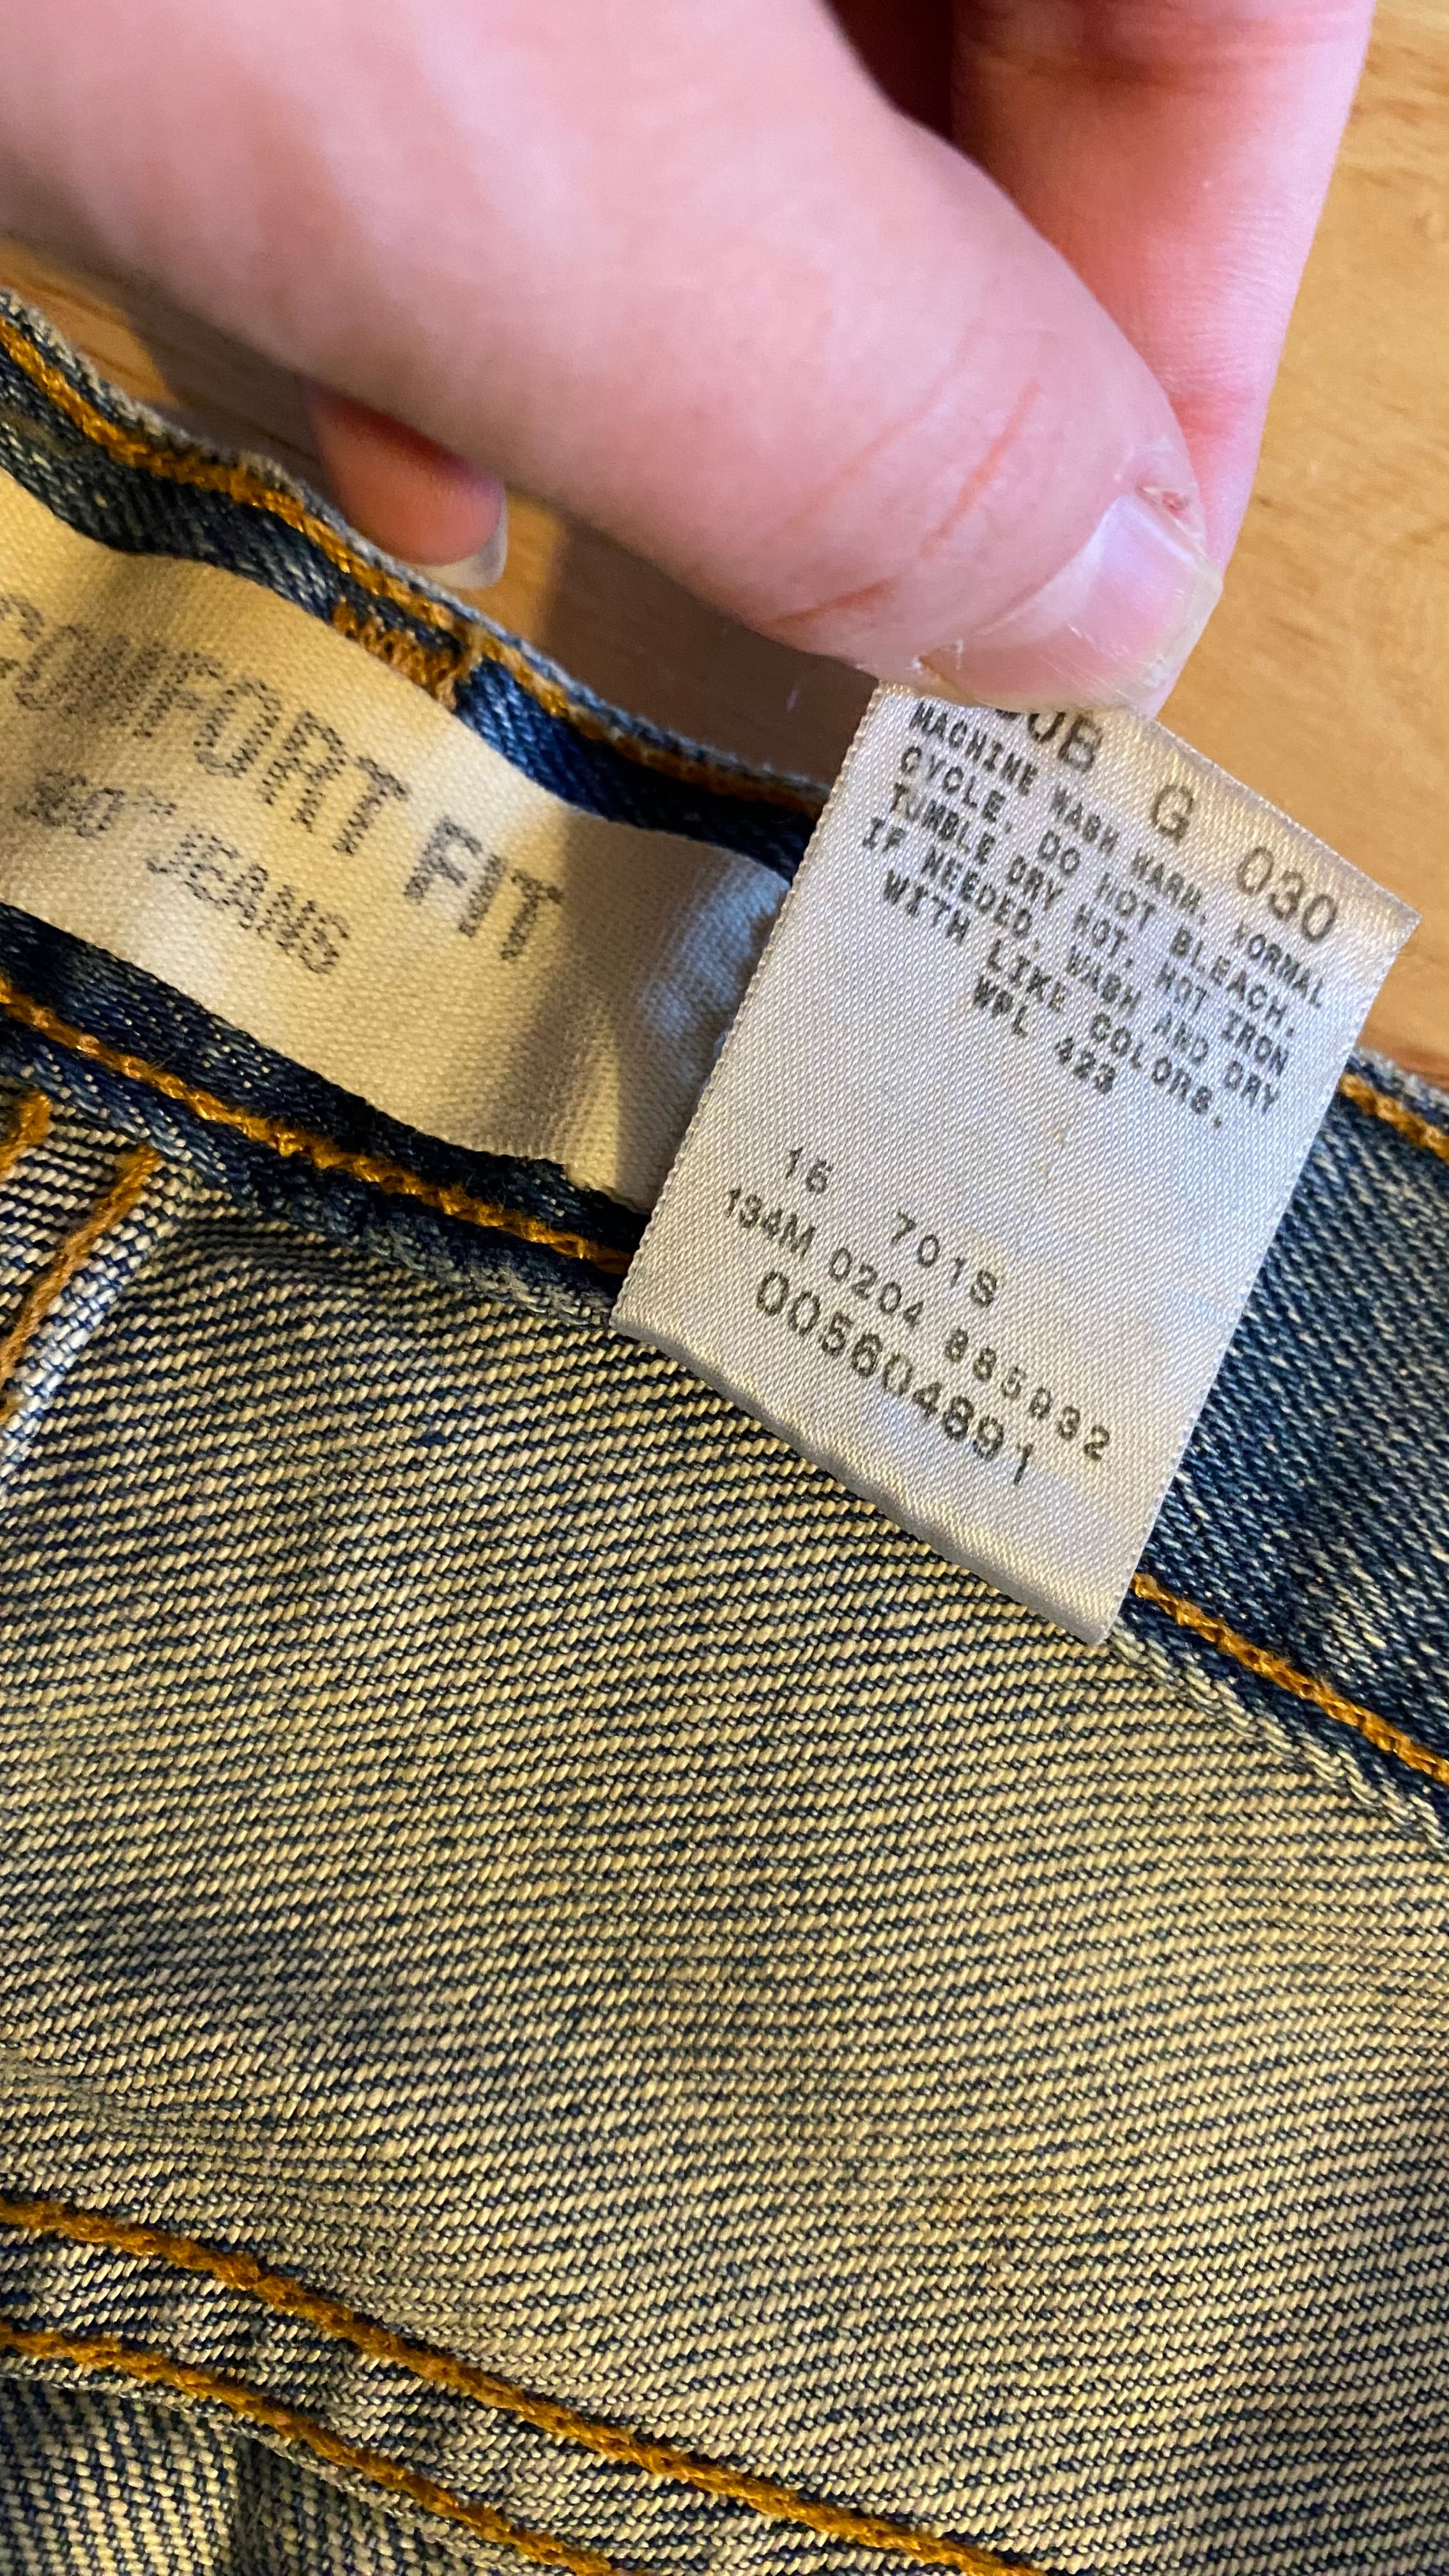 COMFORT FIT
JEANS
G 030
MACHINE WASH WARM, NORMAL
CYCLE. DO NOT BLEACH.
TUMBLE DRY HOT. HOT IRON
IF NEEDED. WASH AND DRY
WITH LIKE COLORS.
WPL 423
16 701S
134M 0204 885932
005604891